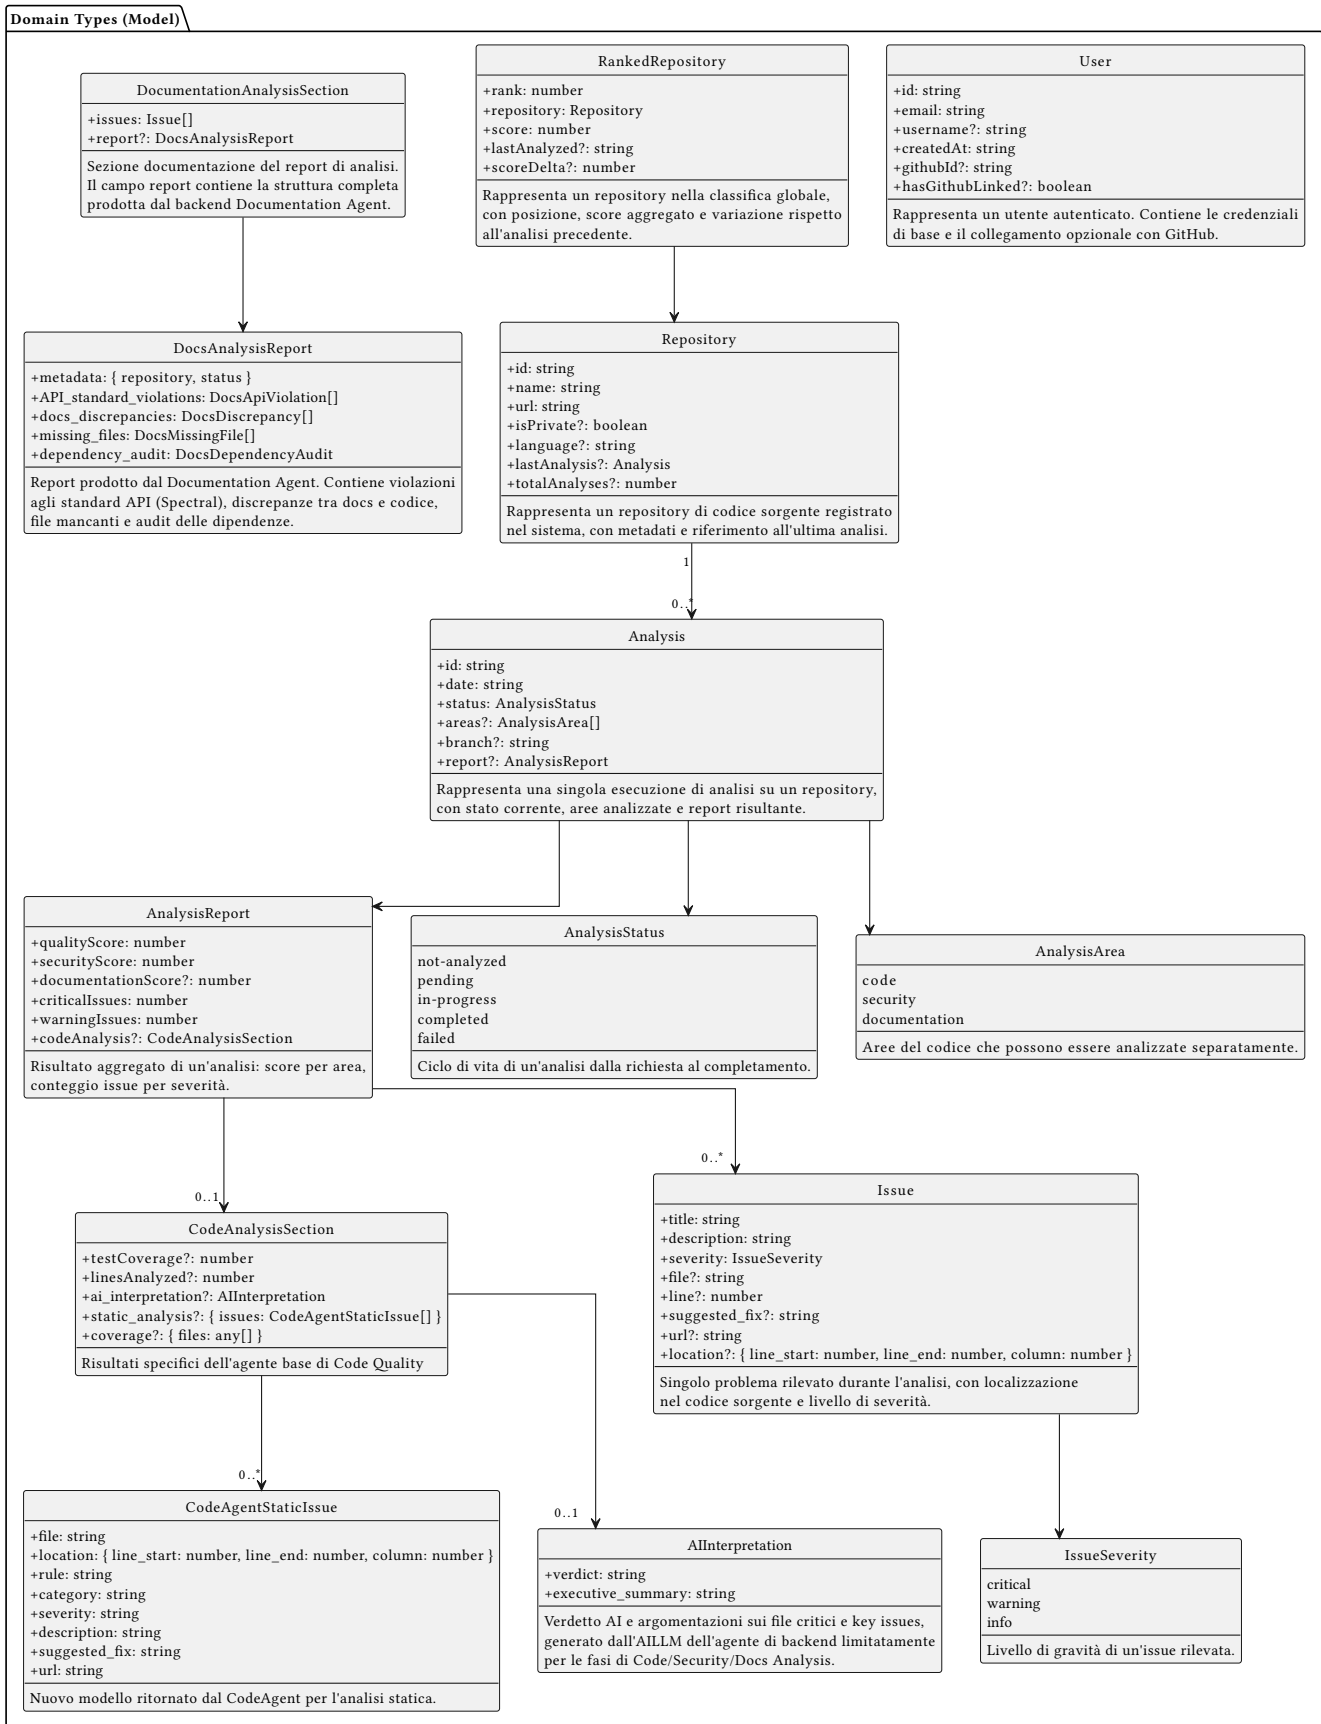 Domain Types (Model)
DocumentationAnalysisSection
+issues: Issue[]
+report?: DocsAnalysisReport
Sezione documentazione del report di analisi.
Il campo report contiene la struttura completa
prodotta dal backend Documentation Agent.
RankedRepository
+rank: number
+repository: Repository
+score: number
+lastAnalyzed?: string
+scoreDelta?: number
Rappresenta un repository nella classifica globale,
con posizione, score aggregato e variazione rispetto
all'analisi precedente.
User
+id: string
+email: string
+username?: string
+createdAt: string
+githubId?: string
+hasGithubLinked?: boolean
Rappresenta un utente autenticato. Contiene le credenziali
di base e il collegamento opzionale con GitHub.
DocsAnalysisReport
+metadata: { repository, status }
+API_standard_violations: DocsApiViolation[]
+docs_discrepancies: DocsDiscrepancy[]
+missing_files: DocsMissingFile[]
+dependency_audit: DocsDependencyAudit
Report prodotto dal Documentation Agent. Contiene violazioni
agli standard API (Spectral), discrepanze tra docs e codice,
file mancanti e audit delle dipendenze.
Repository
+id: string
+name: string
+url: string
+isPrivate?: boolean
+language?: string
+lastAnalysis?: Analysis
+totalAnalyses?: number
Rappresenta un repository di codice sorgente registrato
nel sistema, con metadati e riferimento all'ultima analisi.
1
0..*
Analysis
+id: string
+date: string
+status: AnalysisStatus
+areas?: AnalysisArea[]
+branch?: string
+report?: AnalysisReport
Rappresenta una singola esecuzione di analisi su un repository,
con stato corrente, aree analizzate e report risultante.
AnalysisReport
+qualityScore: number
+securityScore: number
+documentationScore?: number
+criticalIssues: number
+warningIssues: number
+codeAnalysis?: CodeAnalysisSection
Risultato aggregato di un'analisi: score per area,
conteggio issue per severità.
AnalysisStatus
not-analyzed
pending
in-progress
completed
failed
Ciclo di vita di un'analisi dalla richiesta al completamento.
AnalysisArea
code
security
documentation
Aree del codice che possono essere analizzate separatamente.
0..1
0..*
CodeAnalysisSection
+testCoverage?: number
+linesAnalyzed?: number
+ai_interpretation?: AIInterpretation
+static_analysis?: { issues: CodeAgentStaticIssue[] }
+coverage?: { files: any[] }
Risultati specifici dell'agente base di Code Quality
Issue
+title: string
+description: string
+severity: IssueSeverity
+file?: string
+line?: number
+suggested_fix?: string
+url?: string
+location?: { line_start: number, line_end: number, column: number }
Singolo problema rilevato durante l'analisi, con localizzazione
nel codice sorgente e livello di severità.
0..*
0..1
CodeAgentStaticIssue
+file: string
+location: { line_start: number, line_end: number, column: number }
+rule: string
+category: string
+severity: string
+description: string
+suggested_fix: string
+url: string
Nuovo modello ritornato dal CodeAgent per l'analisi statica.
AIInterpretation
+verdict: string
+executive_summary: string
Verdetto AI e argomentazioni sui file critici e key issues,
generato dall'AILLM dell'agente di backend limitatamente
per le fasi di Code/Security/Docs Analysis.
IssueSeverity
critical
warning
info
Livello di gravità di un'issue rilevata.